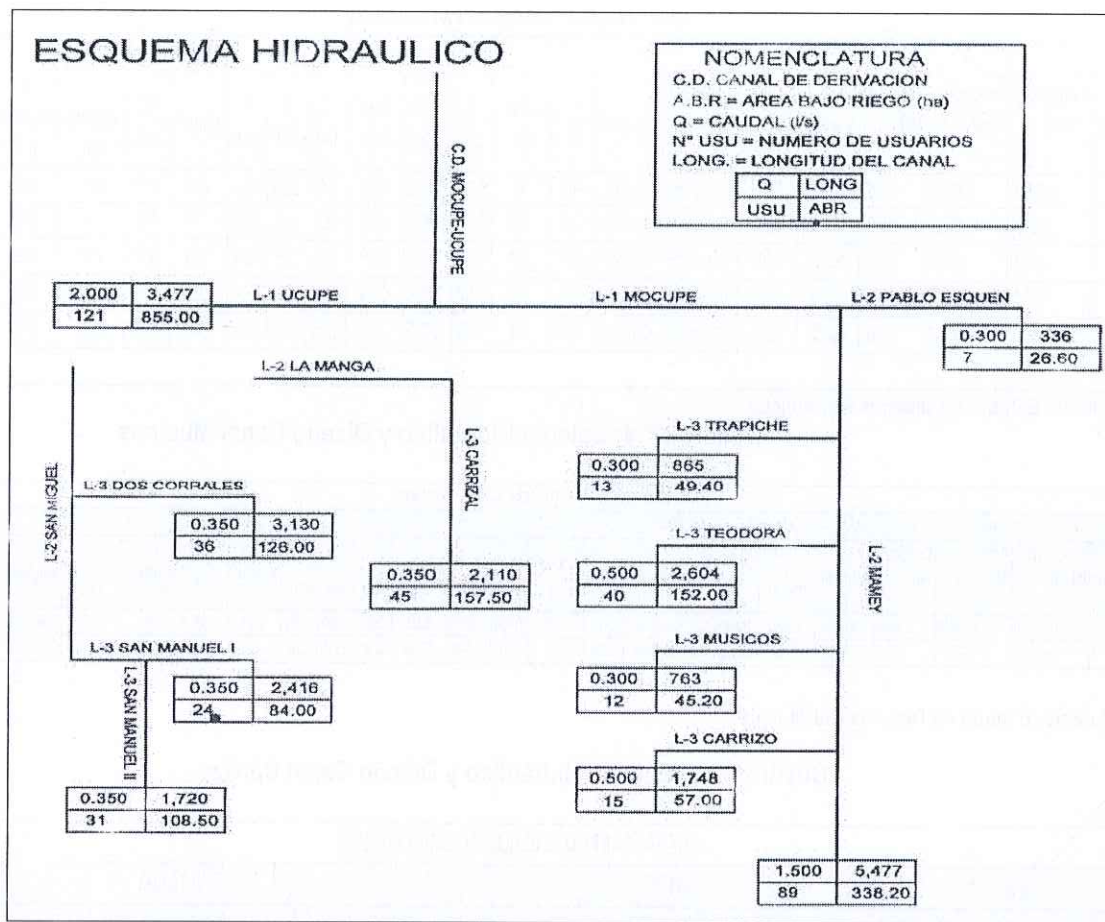 ESQUEMA HIDRAULICO
NOMENCLATURA
C.D. CANAL DE DERIVACION
A.B.R = AREA BAJO RIEGO (ha)
Q = CAUDAL (l/s)
N° USU = NUMERO DE USUARIOS
LONG. = LONGITUD DEL CANAL
Q LONG
USU ABR
C.D. MOCUPE-UCUPE
L-1 UCUPE
2.000 3,477
121 855.00
L-1 MOCUPE
L-2 PABLO ESQUEN
0.300 336
7 26.60
L-2 LA MANGA
L-3 CARRIZAL
0.350 2,110
45 157.50
L-2 SAN MIGUEL
L-3 DOS CORRALES
0.350 3,130
36 126.00
L-3 SAN MANUEL I
0.350 2,416
24 84.00
L-3 SAN MANUEL II
0.350 1,720
31 108.50
L-3 TRAPICHE
0.300 865
13 49.40
L-3 TEODORA
0.500 2,604
40 152.00
L-2 MAMEY
L-3 MUSICOS
0.300 763
12 45.20
L-3 CARRIZO
0.500 1,748
15 57.00
1.500 5,477
89 338.20